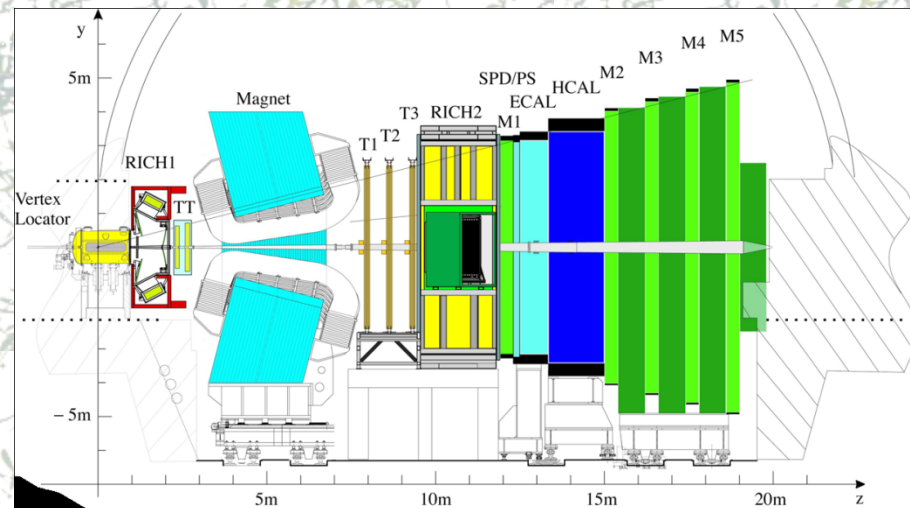 y
M5
M4
M3
M2
5m
SPD/PS
HCAL
ECAL
Magnet
T3
RICH2
M1
T2
T1
RICH1
TT
Vertex
Locator
−5m
5m
10m
15m
20m
z